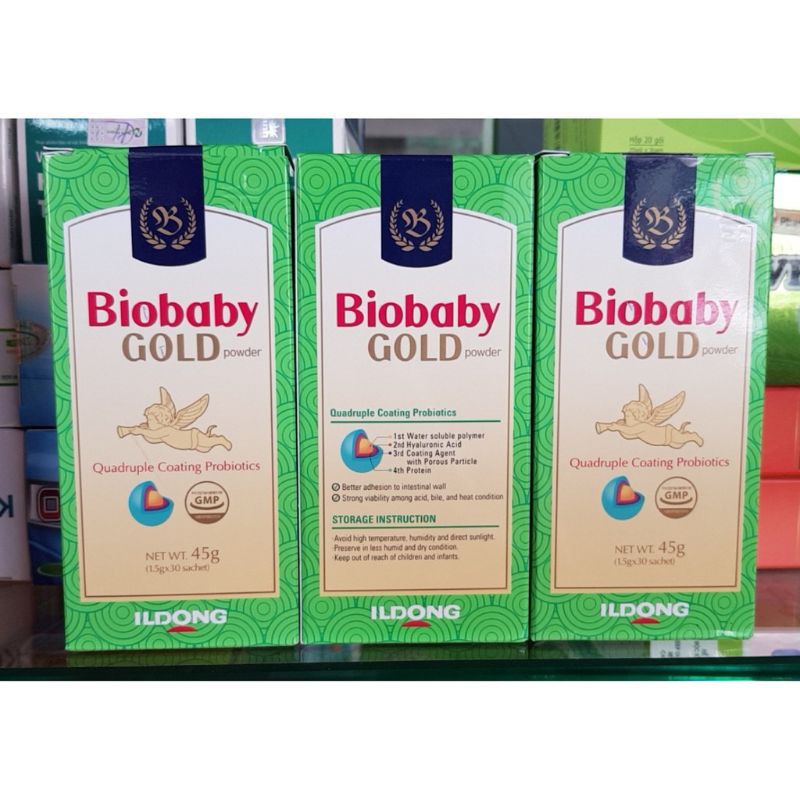 B
Biobaby
GOLD powder
Quadruple Coating Probiotics
GMP
NET WT. 45g
(1.5gx30 sachet)
ILDONG
B
Biobaby
GOLD powder
Quadruple Coating Probiotics
1st Water soluble polymer
2nd Hyaluronic Acid
3rd Coating Agent
with Porous Particle
4th Protein
Better adhesion to intestinal wall
Strong viability among acid, bile, and heat condition
STORAGE INSTRUCTION
·Avoid high temperature, humidity and direct sunlight.
·Preserve in less humid and dry condition.
·Keep out of reach of children and infants.
ILDONG
B
Biobaby
GOLD powder
Quadruple Coating Probiotics
GMP
NET WT. 45g
(1.5gx30 sachet)
ILDONG
Hộp 20 gói